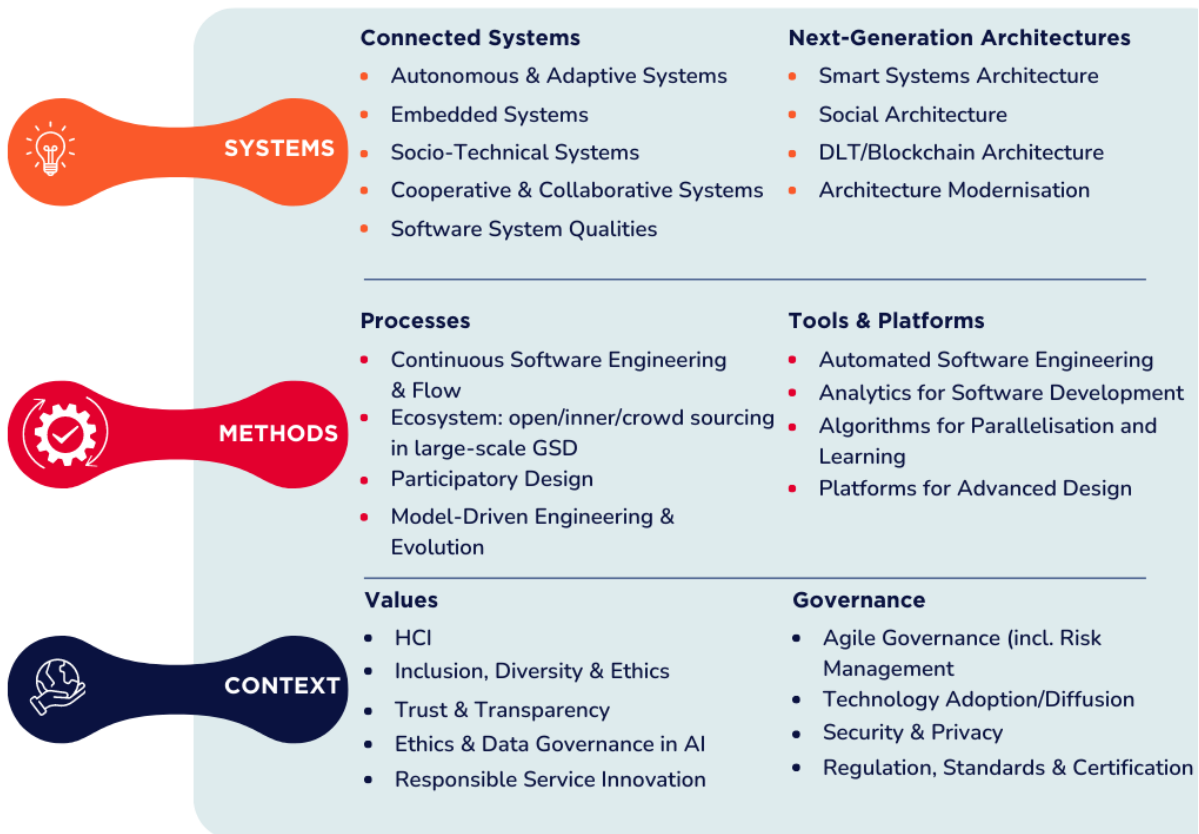 SYSTEMS
Connected Systems
• Autonomous & Adaptive Systems
• Embedded Systems
• Socio-Technical Systems
• Cooperative & Collaborative Systems
• Software System Qualities
Next-Generation Architectures
• Smart Systems Architecture
• Social Architecture
• DLT/Blockchain Architecture
• Architecture Modernisation
METHODS
Processes
• Continuous Software Engineering
& Flow
• Ecosystem: open/inner/crowd sourcing
in large-scale GSD
• Participatory Design
• Model-Driven Engineering &
Evolution
Tools & Platforms
• Automated Software Engineering
• Analytics for Software Development
• Algorithms for Parallelisation and
Learning
• Platforms for Advanced Design
CONTEXT
Values
• HCI
• Inclusion, Diversity & Ethics
• Trust & Transparency
• Ethics & Data Governance in AI
• Responsible Service Innovation
Governance
• Agile Governance (incl. Risk
Management
• Technology Adoption/Diffusion
• Security & Privacy
• Regulation, Standards & Certification